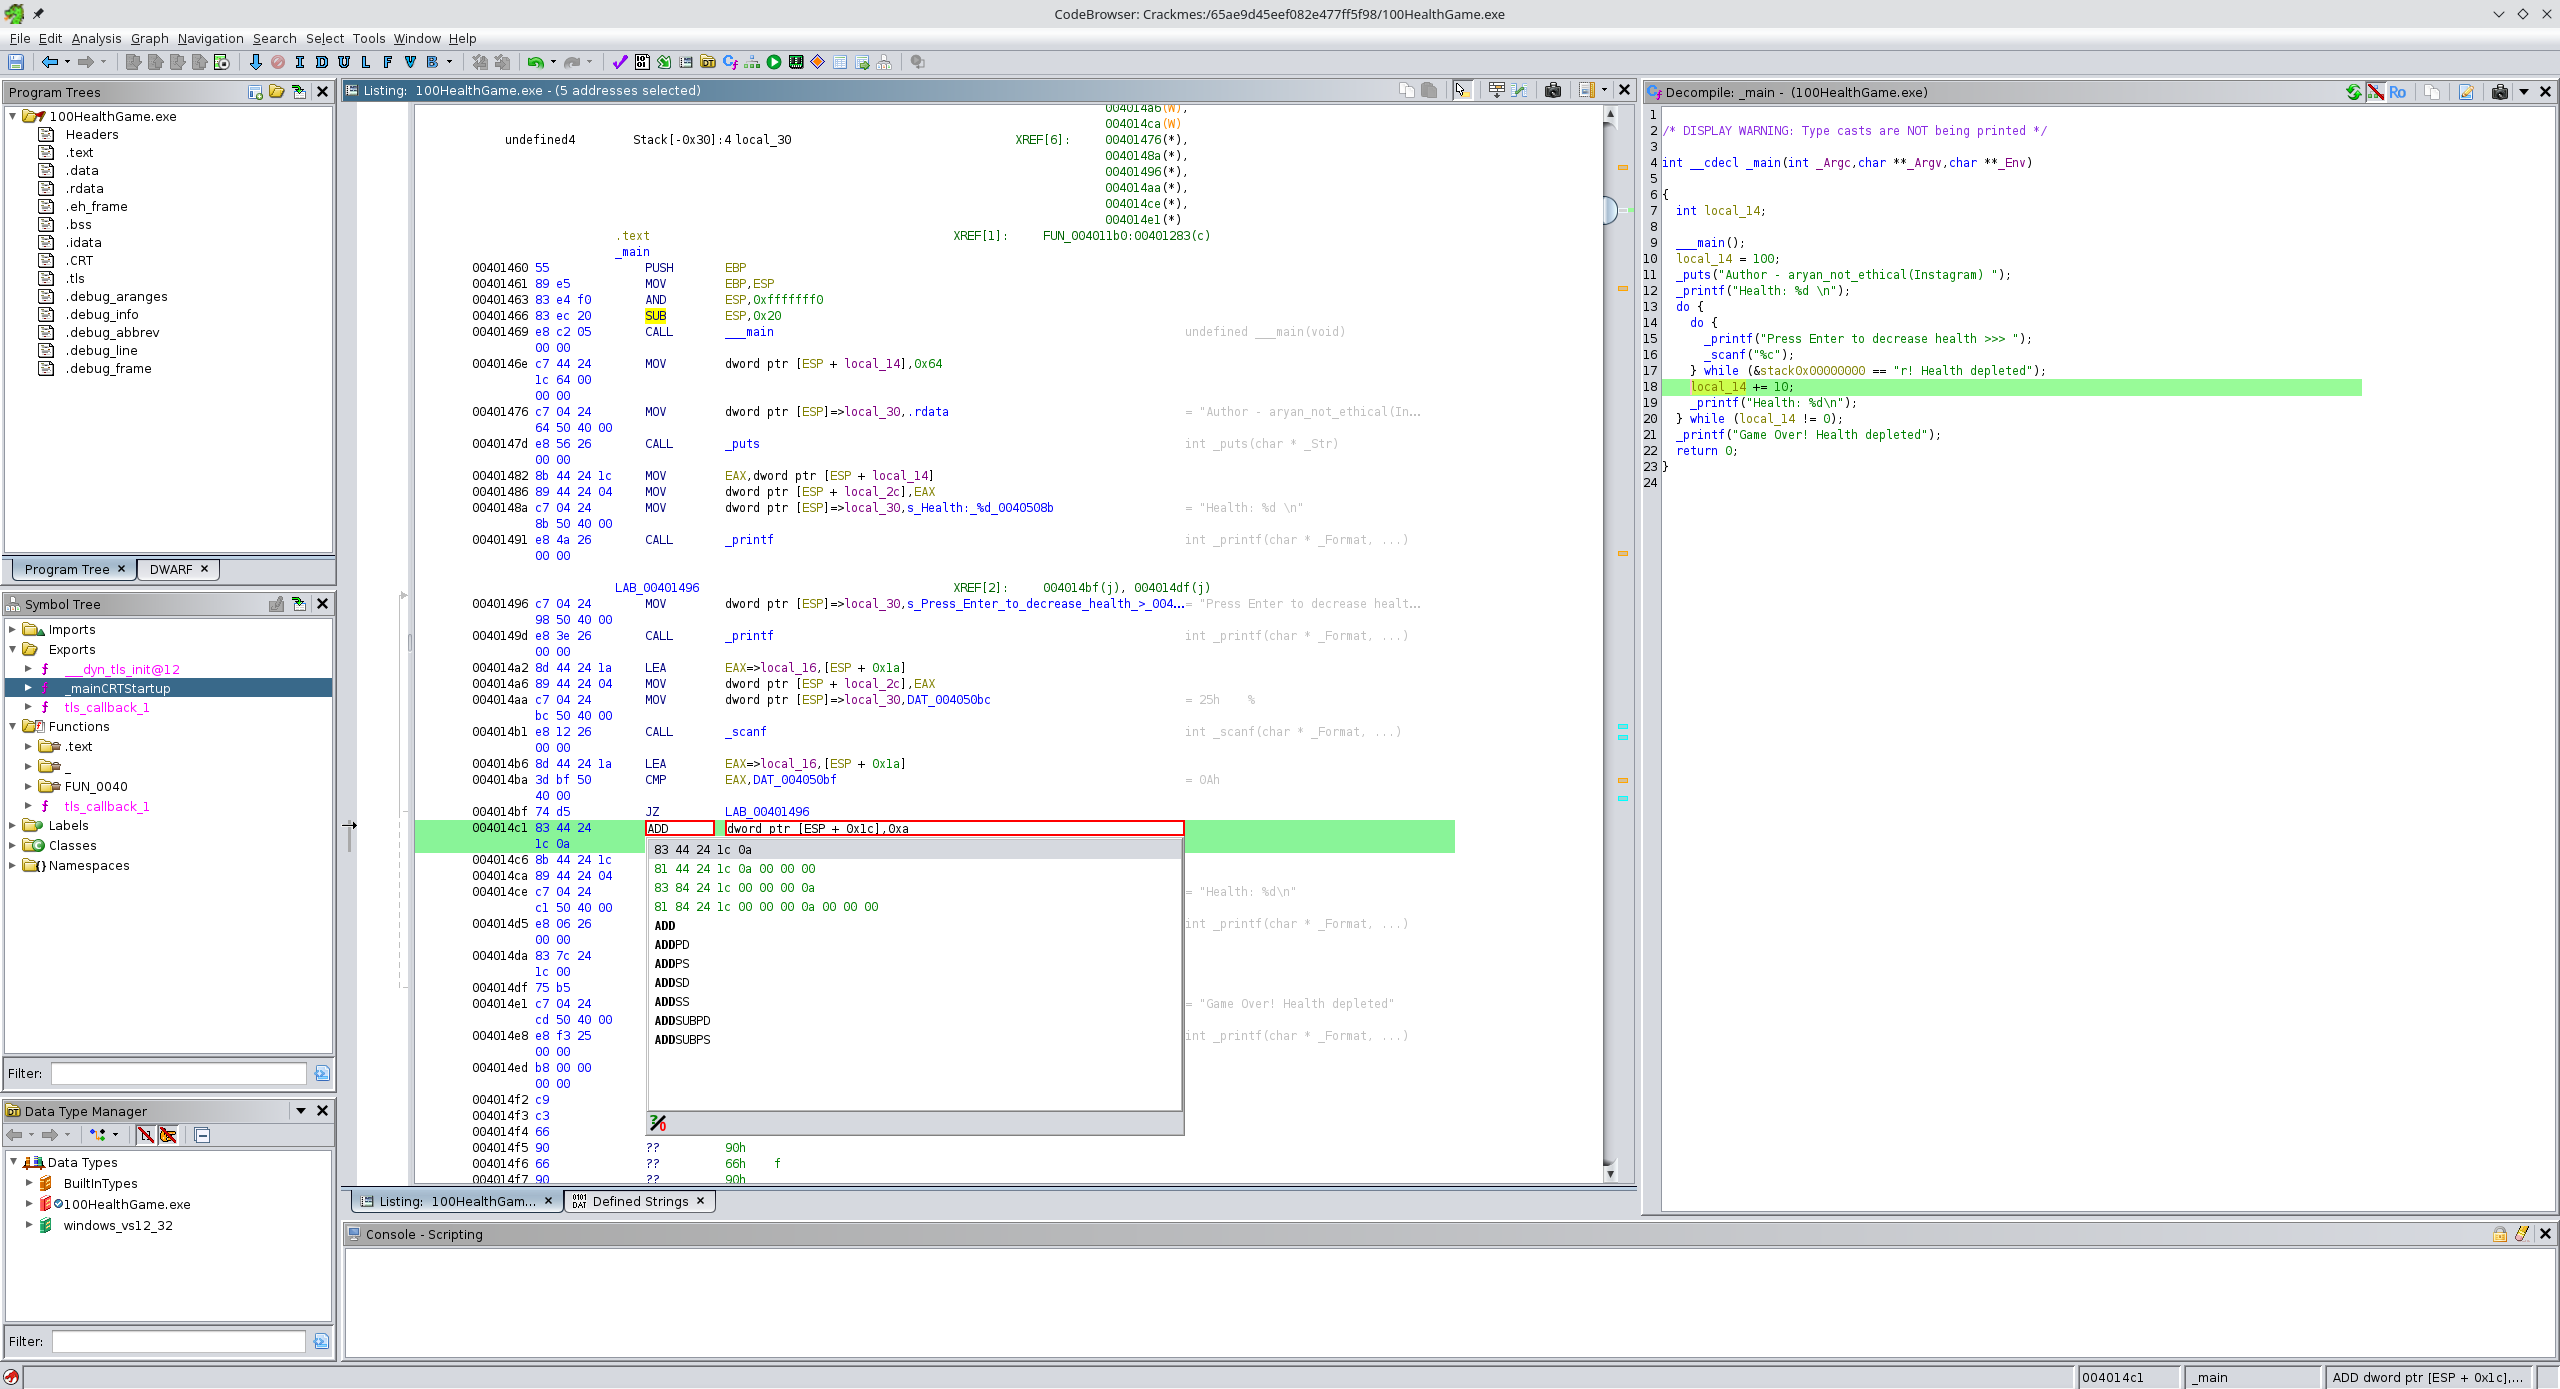 CodeBrowser: Crackmes:/65ae9d45eef082e477ff5f98/100HealthGame.exe
File Edit Analysis Graph Navigation Search Select Tools Window Help
I D U L F V B
Program Trees
100HealthGame.exe
Headers
.text
.data
.rdata
.eh_frame
.bss
.idata
.CRT
.tls
.debug_aranges
.debug_info
.debug_abbrev
.debug_line
.debug_frame
Program Tree DWARF
Symbol Tree
Imports
Exports
___dyn_tls_init@12
_mainCRTStartup
tls_callback_1
Functions
.text
_
FUN_0040
tls_callback_1
Labels
Classes
Namespaces
Filter:
Data Type Manager
Data Types
BuiltInTypes
100HealthGame.exe
windows_vs12_32
Filter:
Listing: 100HealthGame.exe - (5 addresses selected)
004014a6(W),
004014ca(W)
undefined4 Stack[-0x30]:4 local_30 XREF[6]: 00401476(*),
0040148a(*),
00401496(*),
004014aa(*),
004014ce(*),
004014e1(*)
.text XREF[1]: FUN_004011b0:00401283(c)
_main
00401460 55 PUSH EBP
00401461 89 e5 MOV EBP,ESP
00401463 83 e4 f0 AND ESP,0xfffffff0
00401466 83 ec 20 SUB ESP,0x20
00401469 e8 c2 05 CALL ___main undefined ___main(void)
00 00
0040146e c7 44 24 MOV dword ptr [ESP + local_14],0x64
1c 64 00
00 00
00401476 c7 04 24 MOV dword ptr [ESP]=>local_30,.rdata = "Author - aryan_not_ethical(In...
64 50 40 00
0040147d e8 56 26 CALL _puts int _puts(char * _Str)
00 00
00401482 8b 44 24 1c MOV EAX,dword ptr [ESP + local_14]
00401486 89 44 24 04 MOV dword ptr [ESP + local_2c],EAX
0040148a c7 04 24 MOV dword ptr [ESP]=>local_30,s_Health:_%d_0040508b = "Health: %d \n"
8b 50 40 00
00401491 e8 4a 26 CALL _printf int _printf(char * _Format, ...)
00 00
LAB_00401496 XREF[2]: 004014bf(j), 004014df(j)
00401496 c7 04 24 MOV dword ptr [ESP]=>local_30,s_Press_Enter_to_decrease_health_>_004... = "Press Enter to decrease healt...
98 50 40 00
0040149d e8 3e 26 CALL _printf int _printf(char * _Format, ...)
00 00
004014a2 8d 44 24 1a LEA EAX=>local_16,[ESP + 0x1a]
004014a6 89 44 24 04 MOV dword ptr [ESP + local_2c],EAX
004014aa c7 04 24 MOV dword ptr [ESP]=>local_30,DAT_004050bc = 25h %
bc 50 40 00
004014b1 e8 12 26 CALL _scanf int _scanf(char * _Format, ...)
00 00
004014b6 8d 44 24 1a LEA EAX=>local_16,[ESP + 0x1a]
004014ba 3d bf 50 CMP EAX,DAT_004050bf = 0Ah
40 00
004014bf 74 d5 JZ LAB_00401496
004014c1 83 44 24 ADD dword ptr [ESP + 0x1c],0xa
1c 0a
004014c6 8b 44 24 1c
004014ca 89 44 24 04
004014ce c7 04 24 = "Health: %d\n"
c1 50 40 00
004014d5 e8 06 26 int _printf(char * _Format, ...)
00 00
004014da 83 7c 24
1c 00
004014df 75 b5
004014e1 c7 04 24 = "Game Over! Health depleted"
cd 50 40 00
004014e8 e8 f3 25 int _printf(char * _Format, ...)
00 00
004014ed b8 00 00
00 00
004014f2 c9
004014f3 c3
004014f4 66
004014f5 90 ?? 90h
004014f6 66 ?? 66h f
004014f7 90 ?? 90h
83 44 24 1c 0a
81 44 24 1c 0a 00 00 00
83 84 24 1c 00 00 00 0a
81 84 24 1c 00 00 00 0a 00 00 00
ADD
ADDPD
ADDPS
ADDSD
ADDSS
ADDSUBPD
ADDSUBPS
Listing: 100HealthGam... Defined Strings
Decompile: _main - (100HealthGame.exe)
1
2 /* DISPLAY WARNING: Type casts are NOT being printed */
3
4 int __cdecl _main(int _Argc,char **_Argv,char **_Env)
5
6 {
7 int local_14;
8
9 ___main();
10 local_14 = 100;
11 _puts("Author - aryan_not_ethical(Instagram) ");
12 _printf("Health: %d \n");
13 do {
14 do {
15 _printf("Press Enter to decrease health >>> ");
16 _scanf("%c");
17 } while (&stack0x00000000 == "r! Health depleted");
18 local_14 += 10;
19 _printf("Health: %d\n");
20 } while (local_14 != 0);
21 _printf("Game Over! Health depleted");
22 return 0;
23 }
24
Console - Scripting
004014c1 _main ADD dword ptr [ESP + 0x1c],...